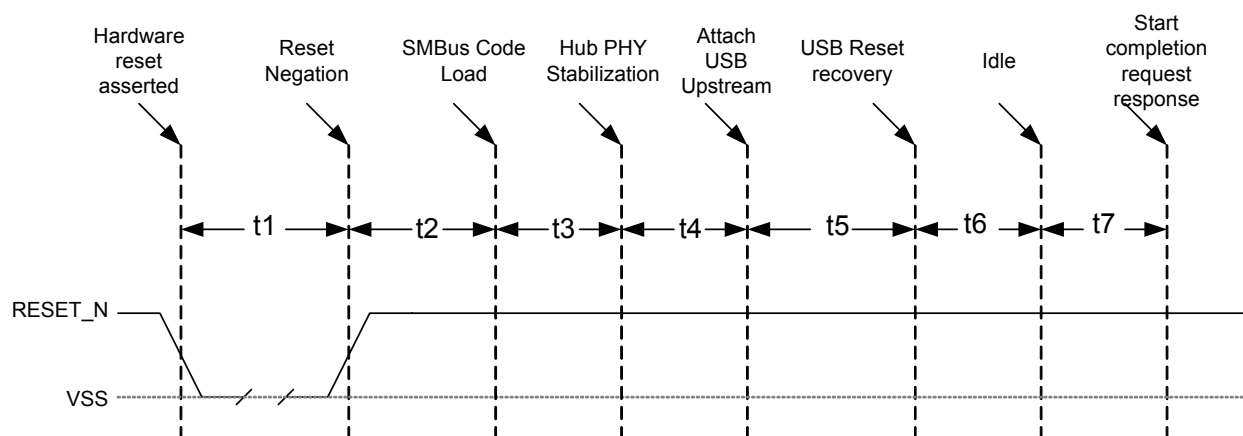 Hardware
reset
asserted
Reset
Negation
SMBus Code
Load
Hub PHY
Stabilization
Attach
USB
Upstream
USB Reset
recovery
Idle
Start
completion
request
response
t1
t2
t3
t4
t5
t6
t7
RESET_N
VSS